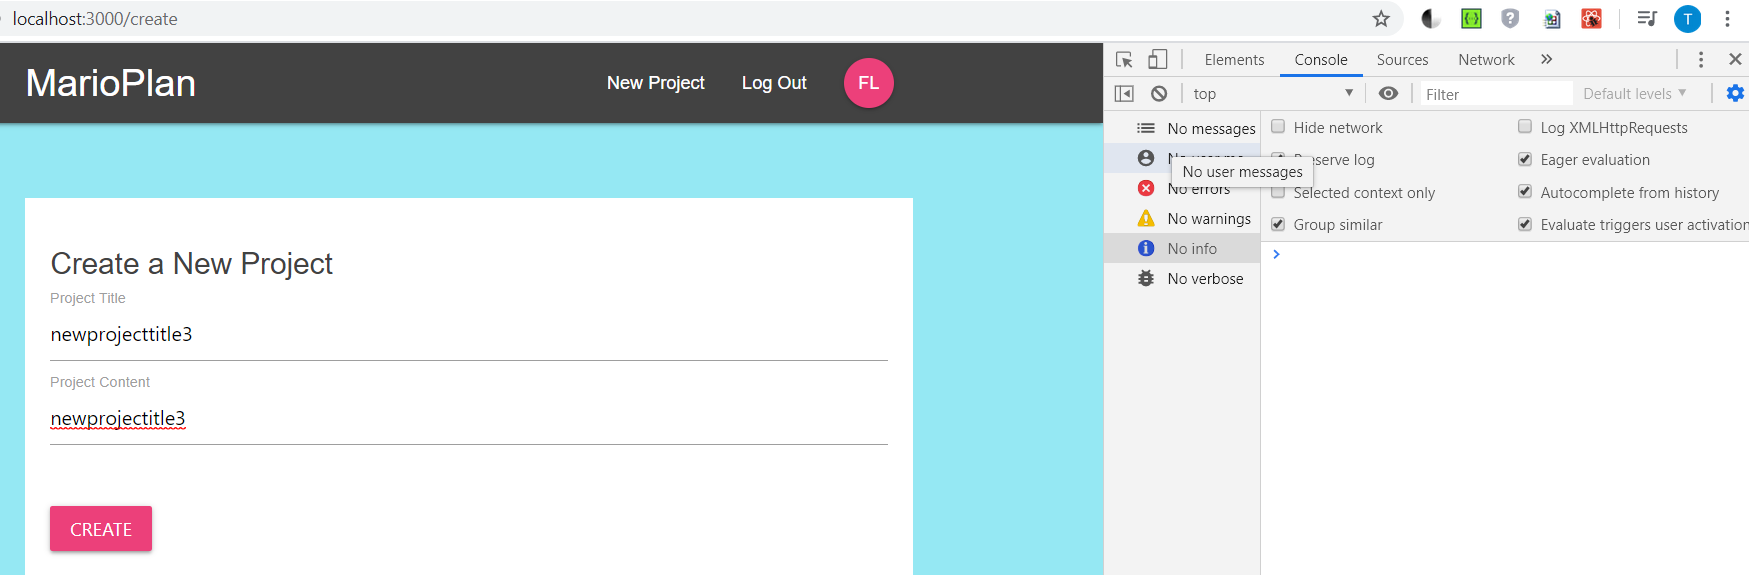 localhost:3000/create
T
MarioPlan
New Project
Log Out
FL
Create a New Project
Project Title
newprojecttitle3
Project Content
newprojectitle3
CREATE
Elements
Console
Sources
Network
top
Filter
Default levels
No messages
No user messages
No errors
No warnings
No info
No verbose
Hide network
Log XMLHttpRequests
Preserve log
Eager evaluation
Selected context only
Autocomplete from history
Group similar
Evaluate triggers user activation